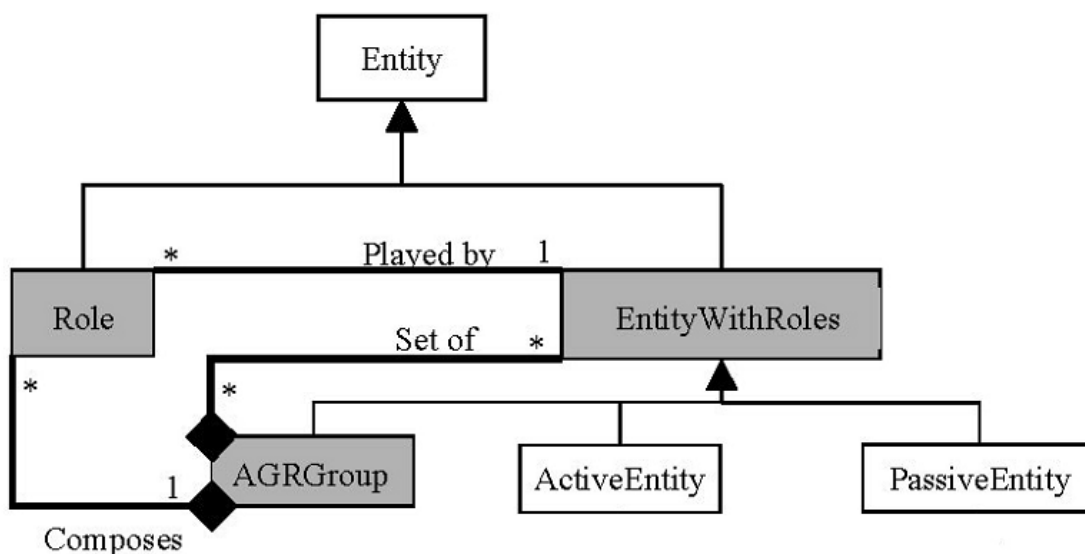 Entity
* Played by 1
Role
EntityWithRoles
Set of *
*
*
AGRGroup
ActiveEntity
PassiveEntity
1
Composes